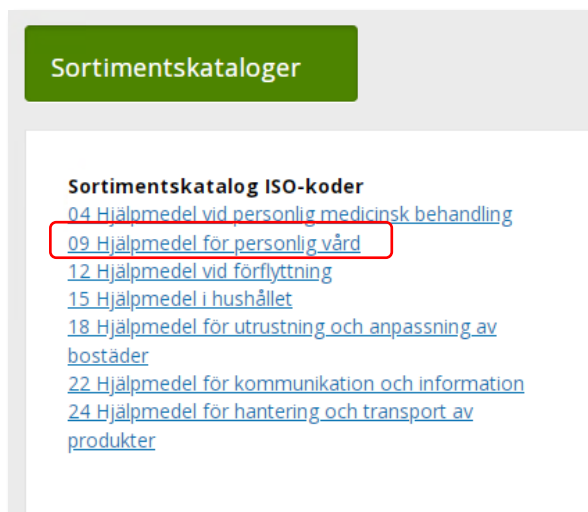 Sortimentskataloger
Sortimentskatalog ISO-koder
04 Hjälpmedel vid personlig medicinsk behandling
09 Hjälpmedel för personlig vård
12 Hjälpmedel vid förflyttning
15 Hjälpmedel i hushållet
18 Hjälpmedel för utrustning och anpassning av
bostäder
22 Hjälpmedel för kommunikation och information
24 Hjälpmedel för hantering och transport av
produkter